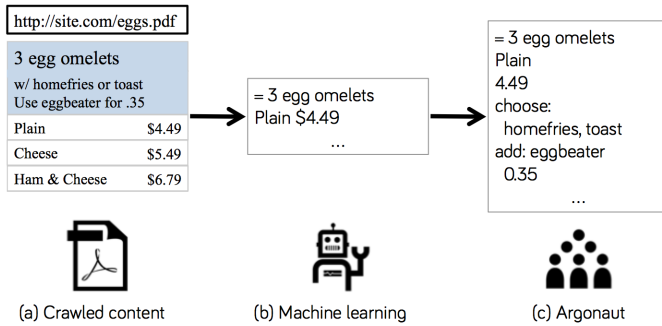 http://site.com/eggs.pdf
3 egg omelets
w/ homefries or toast
Use eggbeater for .35
Plain $4.49
Cheese $5.49
Ham & Cheese $6.79
(a) Crawled content
= 3 egg omelets
Plain $4.49
...
(b) Machine learning
= 3 egg omelets
Plain
4.49
choose:
homefries, toast
add: eggbeater
0.35
...
(c) Argonaut